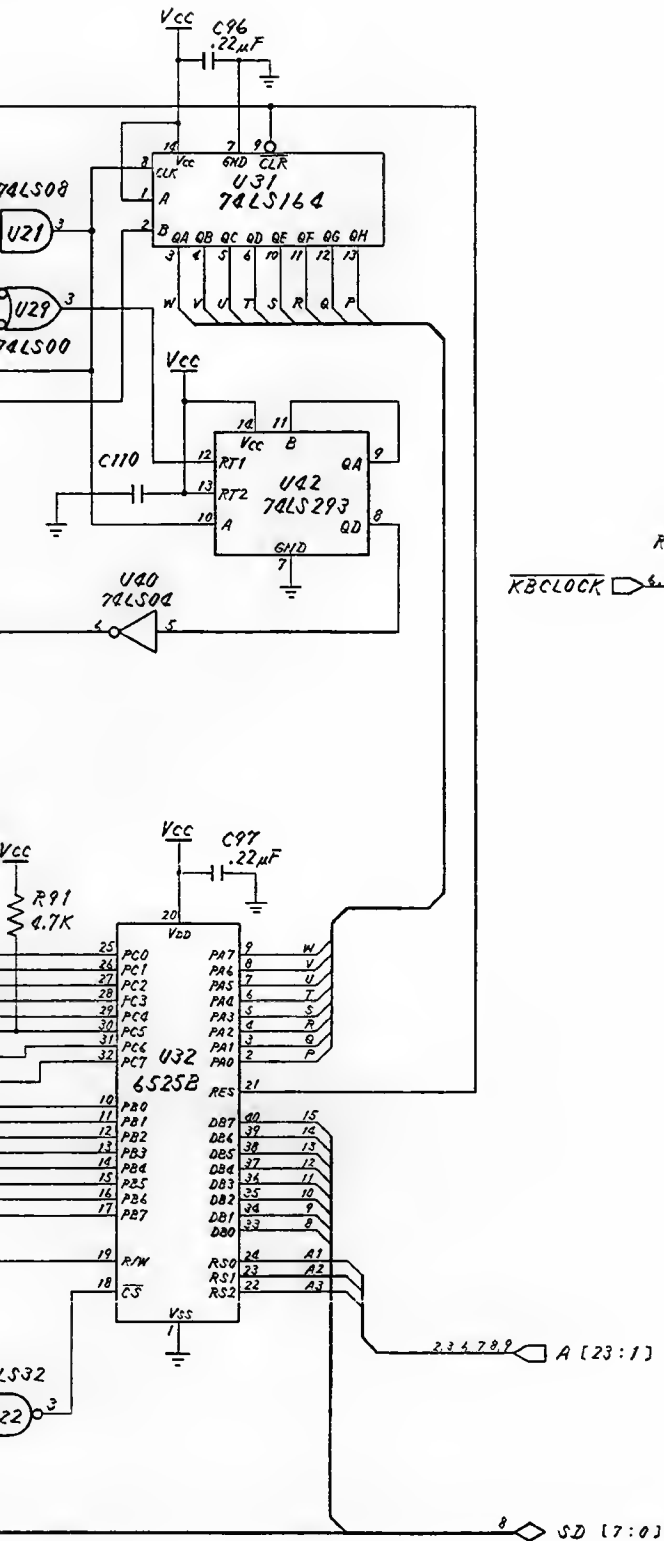 Vcc
C96
.22µF
14 7 9
8 CLK Vcc GND CLR
U31
74LS164
1 A
2 B
QA QB QC QD QE QF QG QH
3 4 5 6 10 11 12 13
W V U T S R Q P
74LS08
U21 3
U29 3
74LS00
Vcc
14 11
Vcc B
C110
12 RT1
13 RT2
10 A
U42
74LS293
QA 9
QD 8
GND
7
U40
74LS04
6 5
R
KBCLOCK
Vcc
R91
4.7K
Vcc
C97
.22µF
20
VDD
25 PC0
26 PC1
27 PC2
28 PC3
29 PC4
30 PC5
31 PC6
32 PC7
U32
6525B
10 PB0
11 PB1
12 PB2
13 PB3
14 PB4
15 PB5
16 PB6
17 PB7
19 R/W
18 CS
VSS
1
PA7 9 W
PA6 8 V
PA5 7 U
PA4 6 T
PA3 5 S
PA2 4 R
PA1 3 Q
PA0 2 P
RES 21
DB7 40 15
DB6 39 14
DB5 38 13
DB4 37 12
DB3 36 11
DB2 35 10
DB1 34 9
DB0 33 8
RS0 24 A1
RS1 23 A2
RS2 22 A3
LS32
22 3
A [23:1]
8 SD [7:0]